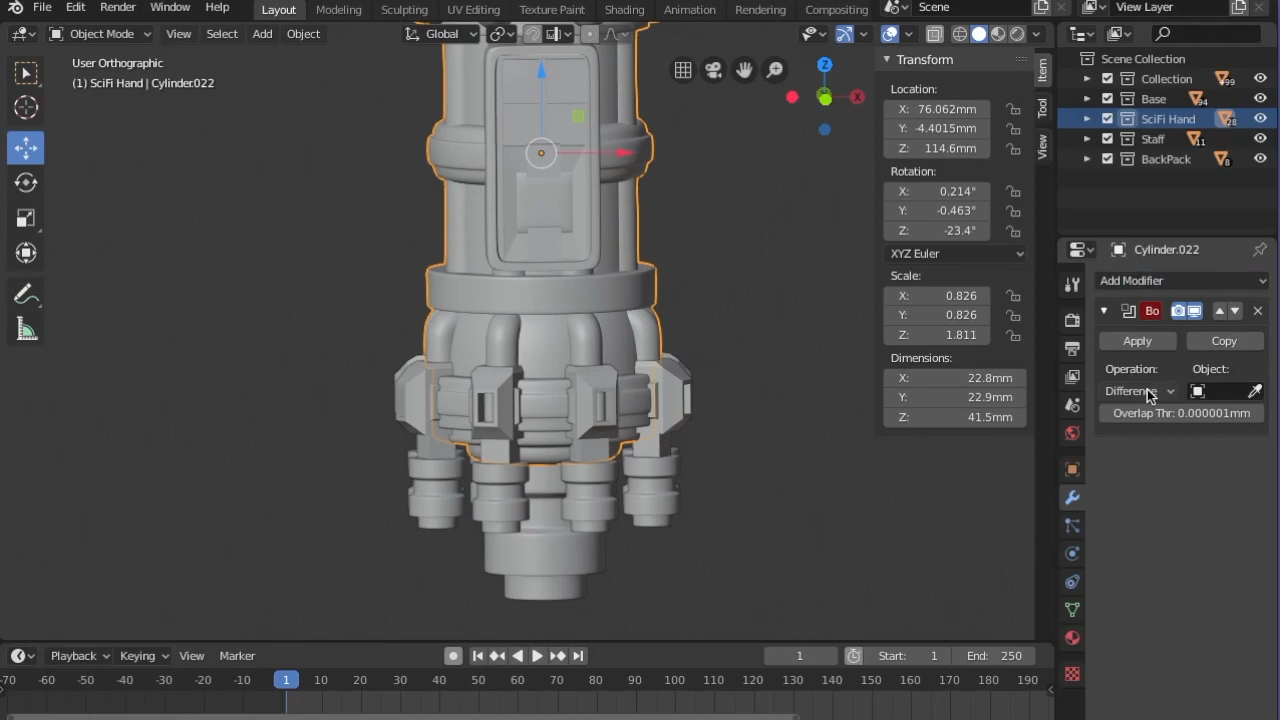 File Edit Render Window Help Layout Modeling Sculpting UV Editing Texture Paint Shading Animation Rendering Compositing Scene View Layer
Object Mode View Select Add Object Global
User Orthographic
(1) SciFi Hand | Cylinder.022
Z
X
Transform
Location:
X: 76.062mm
Y: -4.4015mm
Z: 114.6mm
Rotation:
X: 0.214°
Y: -0.463°
Z: -23.4°
XYZ Euler
Scale:
X: 0.826
Y: 0.826
Z: 1.811
Dimensions:
X: 22.8mm
Y: 22.9mm
Z: 41.5mm
Item
Tool
View
Scene Collection
Collection 99
Base 94
SciFi Hand 28
Staff 11
BackPack 8
Cylinder.022
Add Modifier
Bo
Apply Copy
Operation: Object:
Difference
Overlap Thr: 0.000001mm
Playback Keying View Marker 1 Start: 1 End: 250
-70 -60 -50 -40 -30 -20 -10 1 10 20 30 40 50 60 70 80 90 100 110 120 130 140 150 160 170 180 190